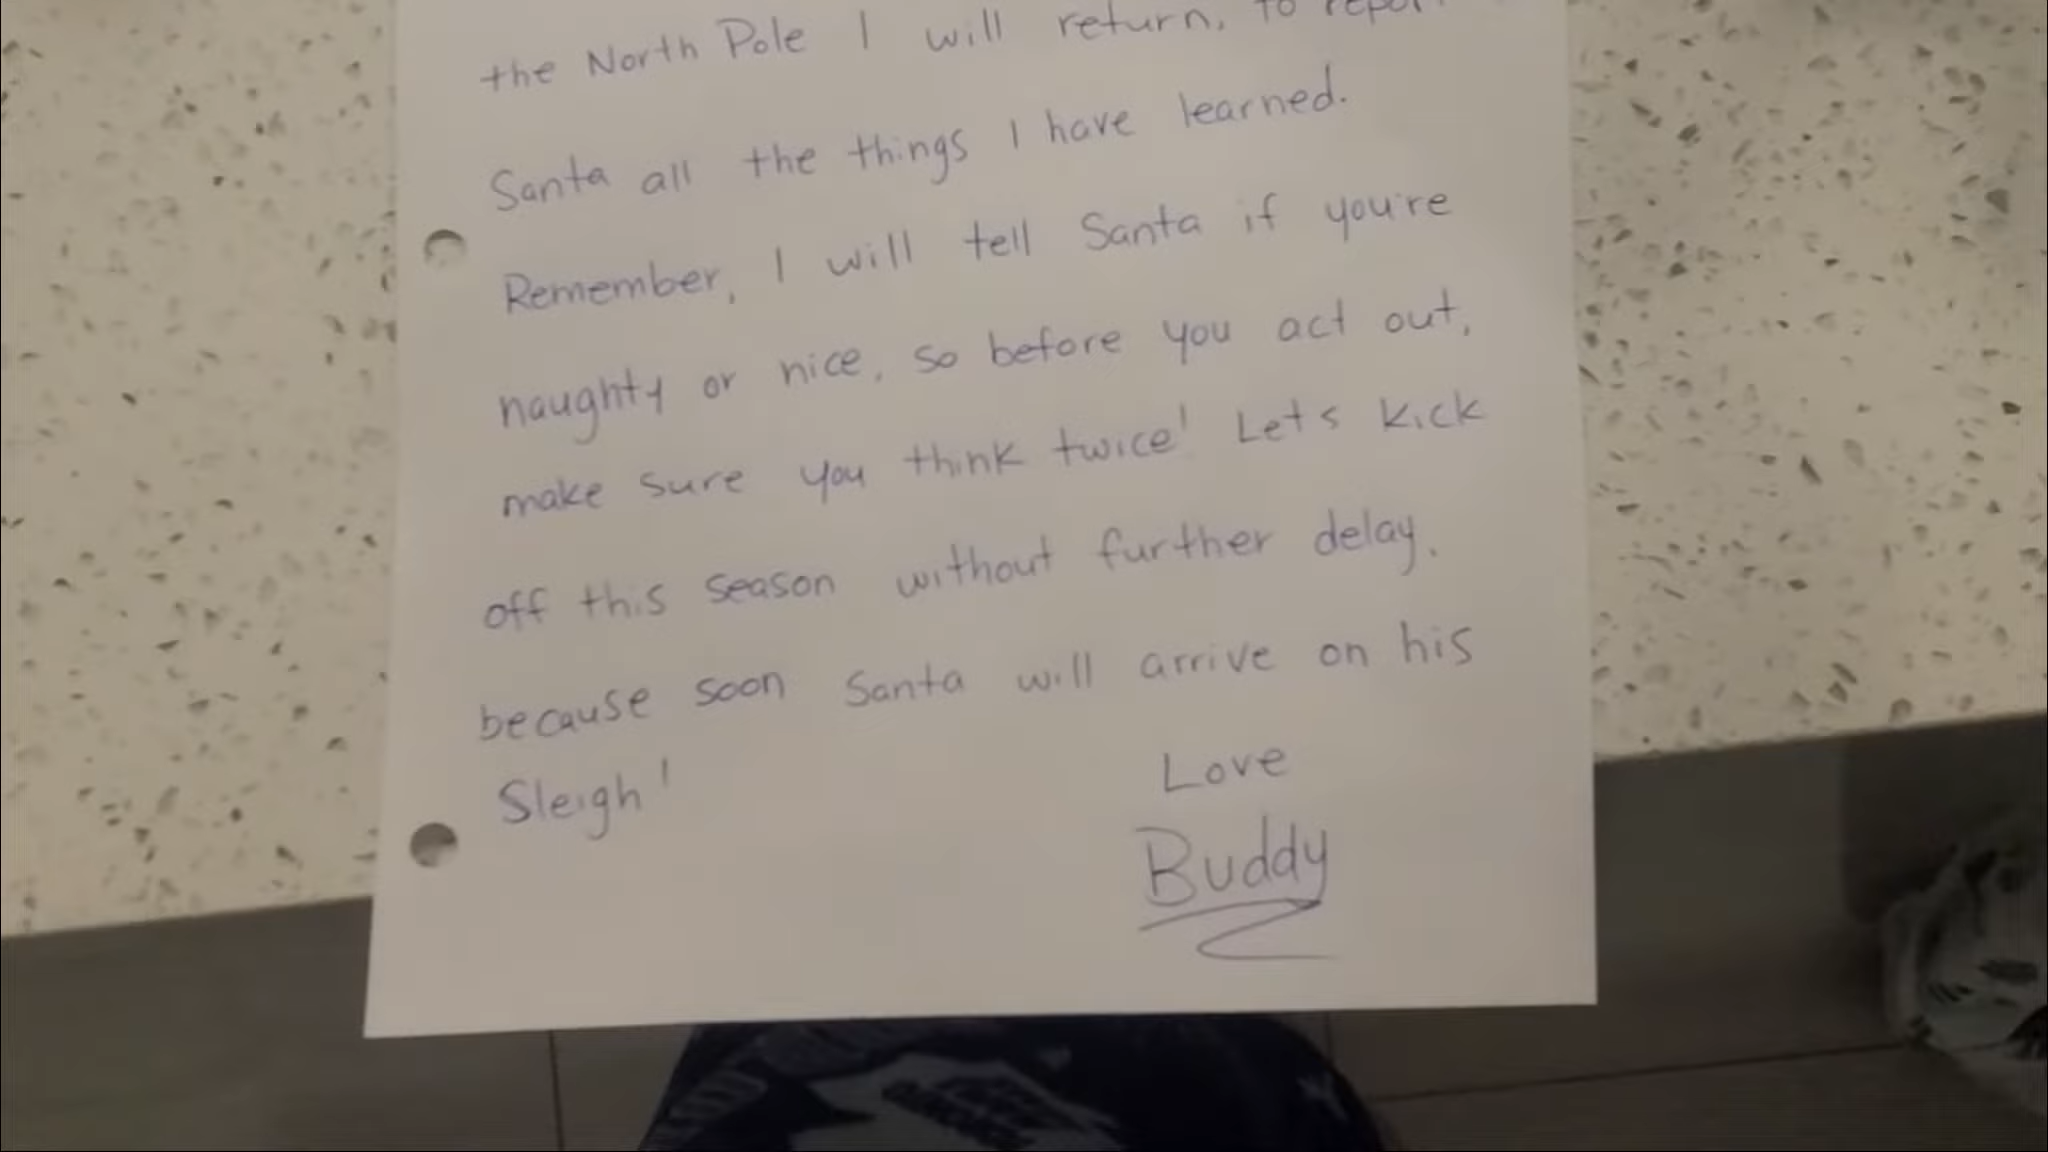 the North Pole I will return, to report
Santa all the things I have learned.
Remember, I will tell Santa if you're
naughty or nice, so before you act out,
make sure you think twice! Let's kick
off this season without further delay,
because soon Santa will arrive on his
Sleigh!
Love
Buddy